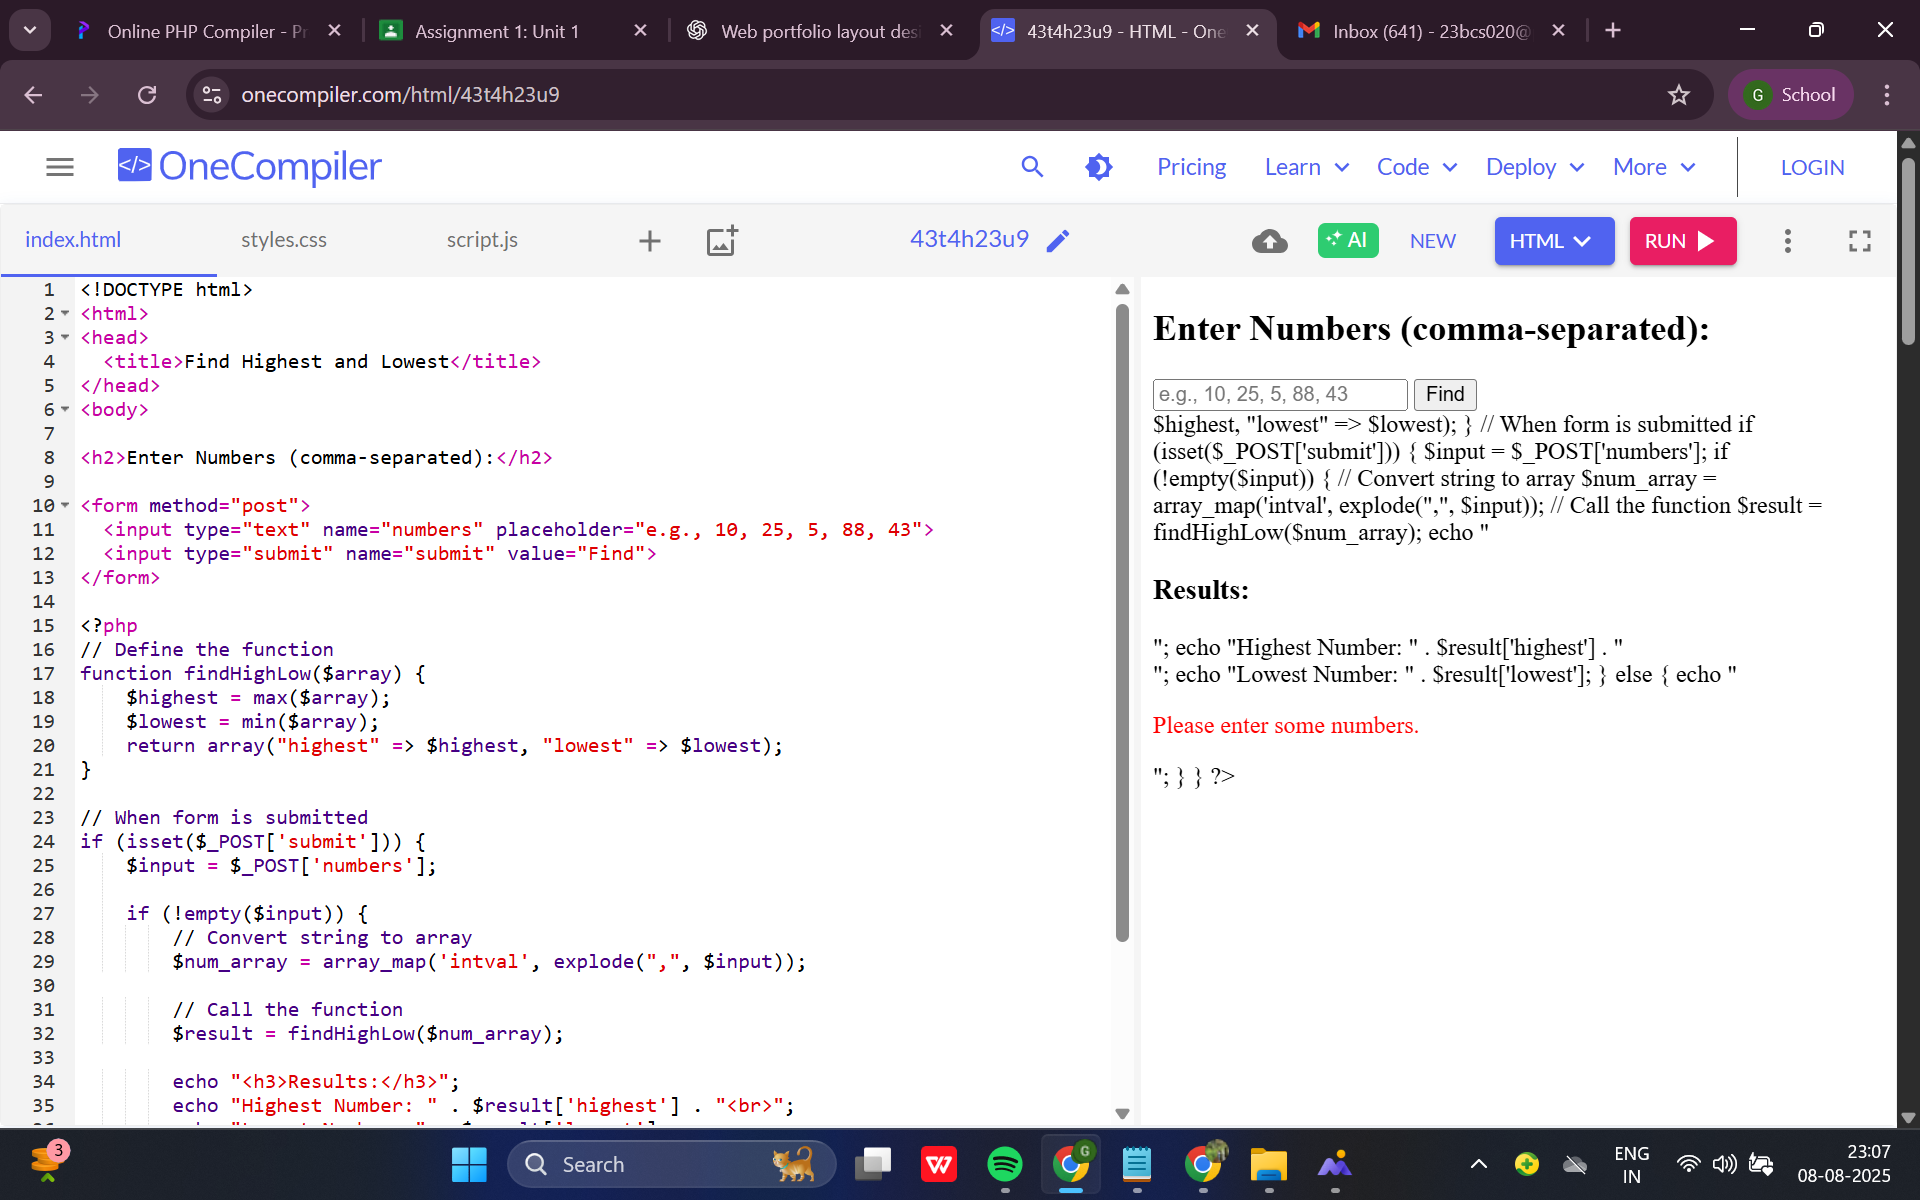 Online PHP Compiler - Pr
Assignment 1: Unit 1
Web portfolio layout desi
43t4h23u9 - HTML - One
Inbox (641) - 23bcs020@
onecompiler.com/html/43t4h23u9
G School
</> OneCompiler
Pricing
Learn
Code
Deploy
More
LOGIN
index.html
styles.css
script.js
43t4h23u9
AI
NEW
HTML
RUN
1 <!DOCTYPE html>
2 <html>
3 <head>
4 <title>Find Highest and Lowest</title>
5 </head>
6 <body>
7
8 <h2>Enter Numbers (comma-separated):</h2>
9
10 <form method="post">
11 <input type="text" name="numbers" placeholder="e.g., 10, 25, 5, 88, 43">
12 <input type="submit" name="submit" value="Find">
13 </form>
14
15 <?php
16 // Define the function
17 function findHighLow($array) {
18 $highest = max($array);
19 $lowest = min($array);
20 return array("highest" => $highest, "lowest" => $lowest);
21 }
22
23 // When form is submitted
24 if (isset($_POST['submit'])) {
25 $input = $_POST['numbers'];
26
27 if (!empty($input)) {
28 // Convert string to array
29 $num_array = array_map('intval', explode(",", $input));
30
31 // Call the function
32 $result = findHighLow($num_array);
33
34 echo "<h3>Results:</h3>";
35 echo "Highest Number: " . $result['highest'] . "<br>";
Enter Numbers (comma-separated):
e.g., 10, 25, 5, 88, 43
Find
$highest, "lowest" => $lowest); } // When form is submitted if
(isset($_POST['submit'])) { $input = $_POST['numbers']; if
(!empty($input)) { // Convert string to array $num_array =
array_map('intval', explode(",", $input)); // Call the function $result =
findHighLow($num_array); echo "
Results:
"; echo "Highest Number: " . $result['highest'] . "
"; echo "Lowest Number: " . $result['lowest']; } else { echo "
Please enter some numbers.
"; } } ?>
3
Search
W
G
ENG
IN
23:07
08-08-2025